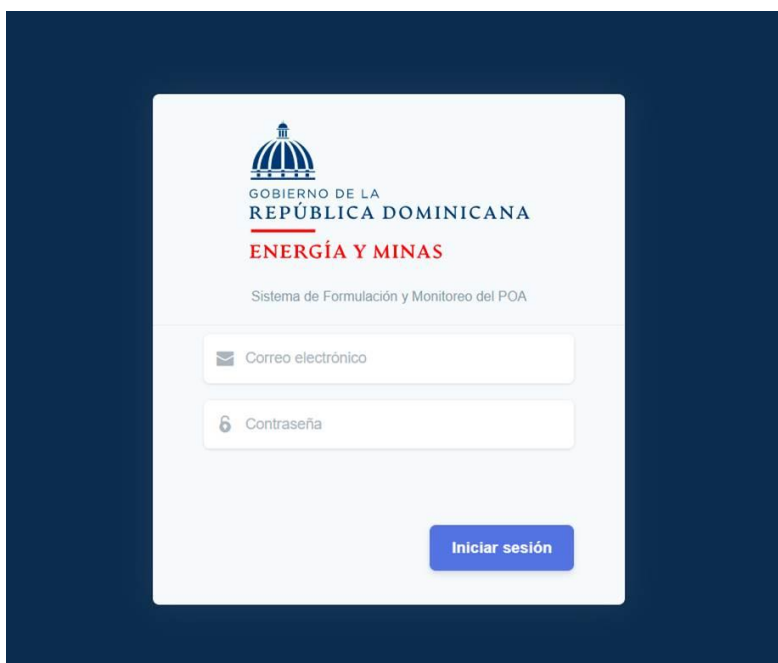 GOBIERNO DE LA
REPÚBLICA DOMINICANA
ENERGÍA Y MINAS
Sistema de Formulación y Monitoreo del POA
Correo electrónico
Contraseña
Iniciar sesión